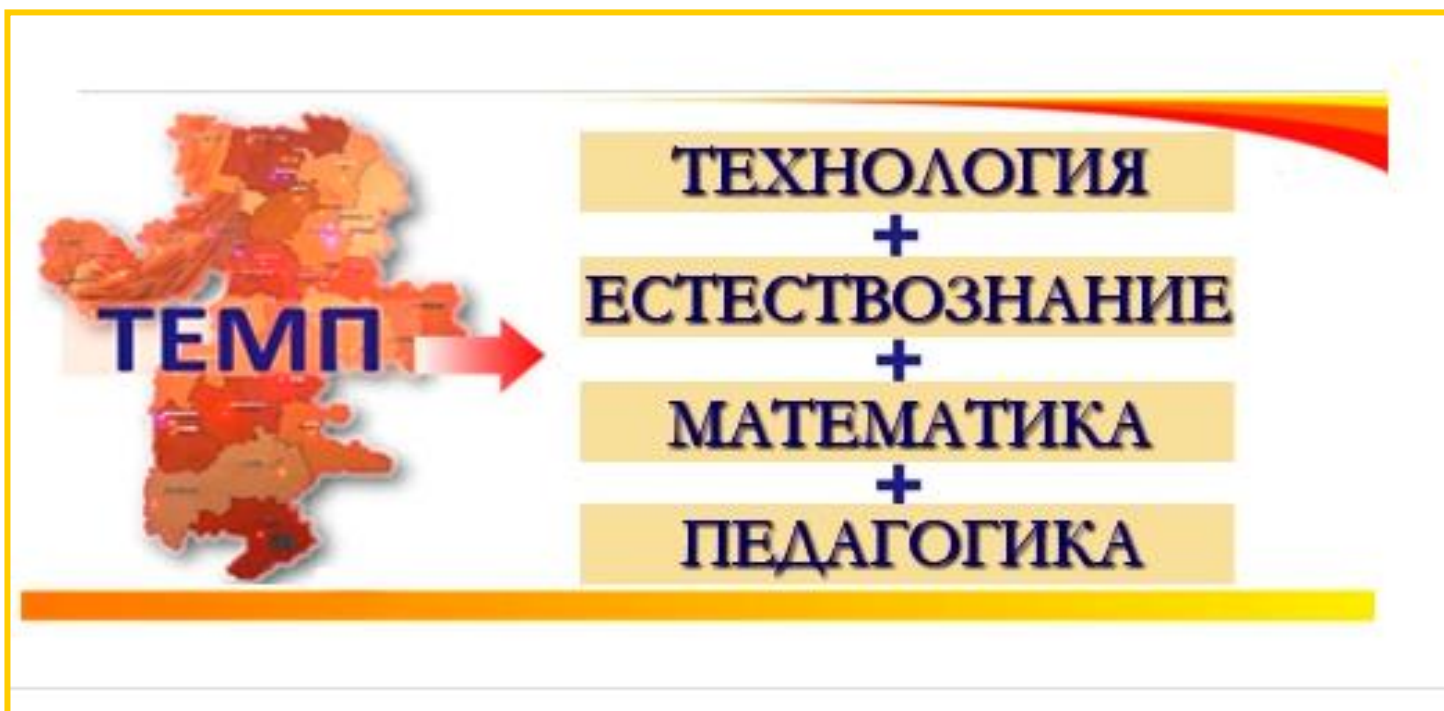 ТЕМП
ТЕХНОЛОГИЯ
+
ЕСТЕСТВОЗНАНИЕ
+
МАТЕМАТИКА
+
ПЕДАГОГИКА